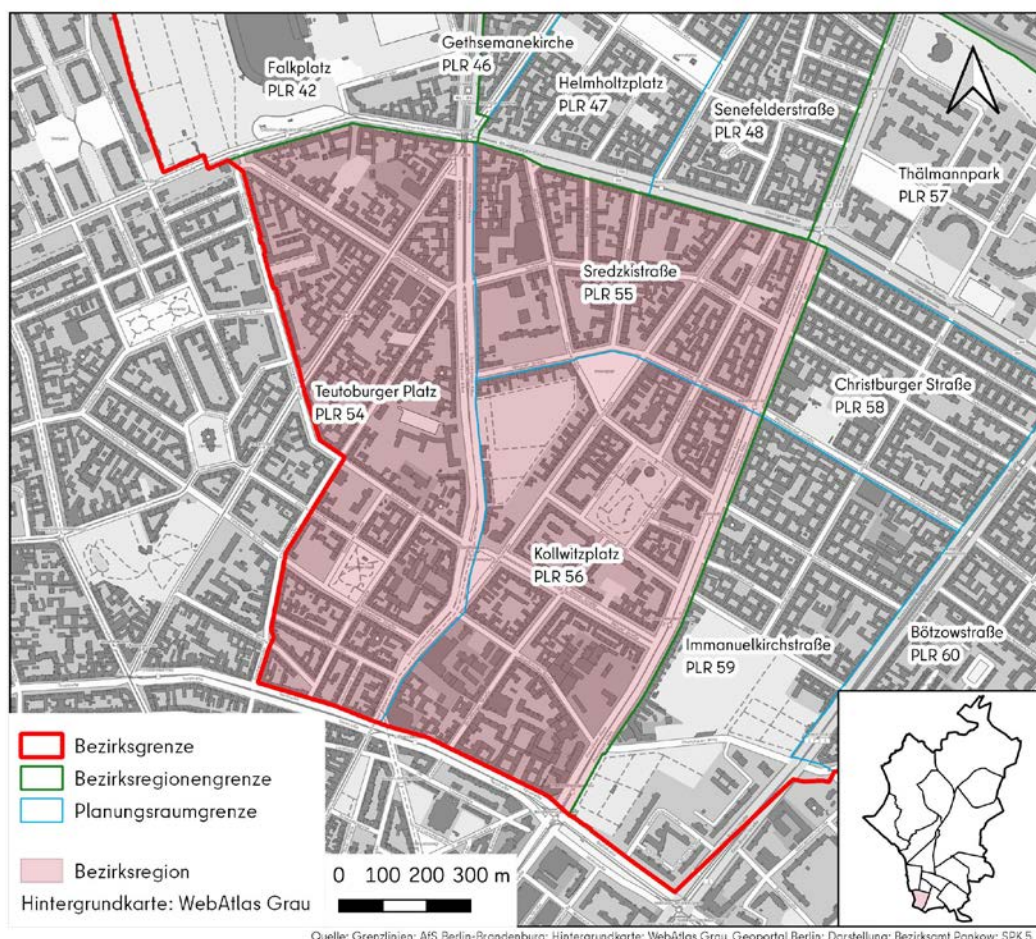 Gethsemanekirche
PLR 46
Falkplatz
PLR 42
Helmholtzplatz
PLR 47
Senefelderstraße
PLR 48
Thälmannpark
PLR 57
Sredzkistraße
PLR 55
Teutoburger Platz
PLR 54
Christburger Straße
PLR 58
Kollwitzplatz
PLR 56
Immanuelkirchstraße
PLR 59
Bötzowstraße
PLR 60
Bezirksgrenze
Bezirksregionengrenze
Planungsraumgrenze
Bezirksregion
0 100 200 300 m
Hintergrundkarte: WebAtlas Grau
Quelle: Grenzlinien: AfS Berlin-Brandenburg; Hintergrundkarte: WebAtlas Grau, Geoportal Berlin; Darstellung: Bezirksamt Pankow: SPK E